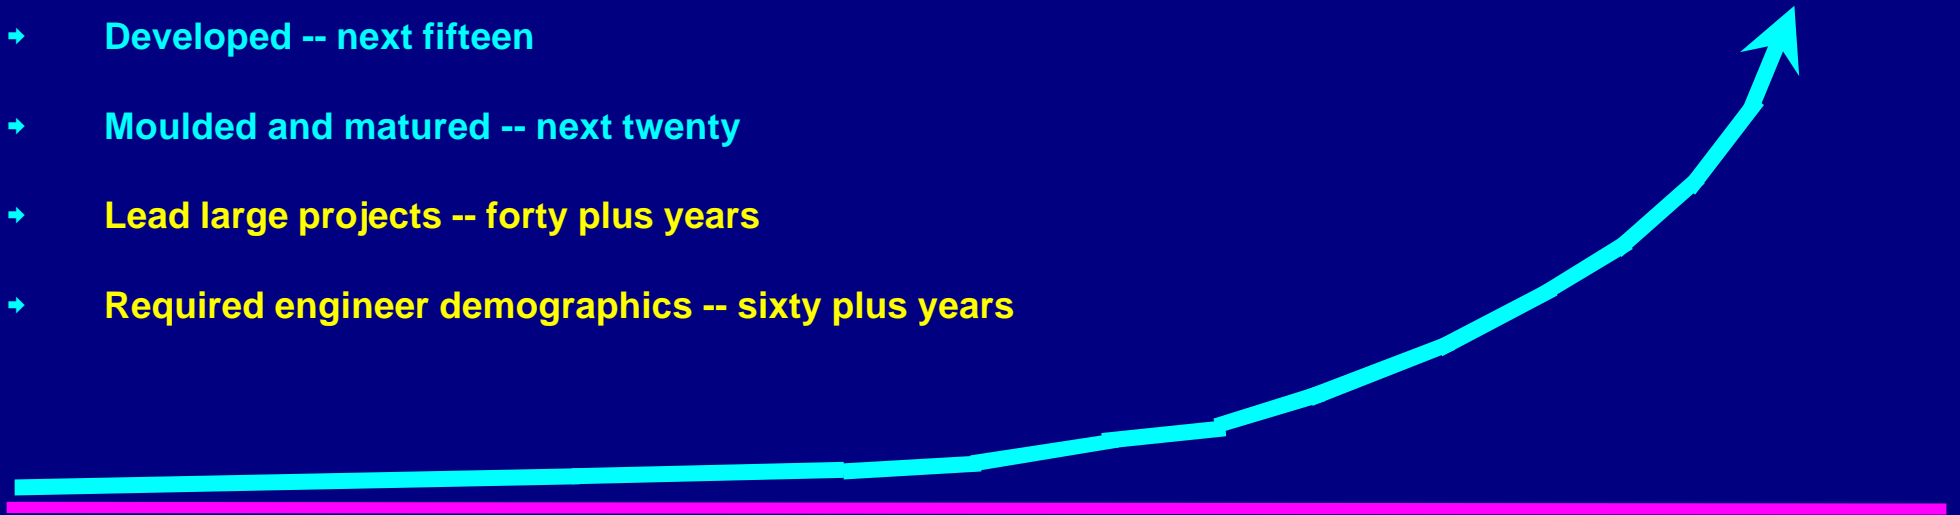 Developed -- next fifteen
Moulded and matured -- next twenty
Lead large projects -- forty plus years
Required engineer demographics -- sixty plus years